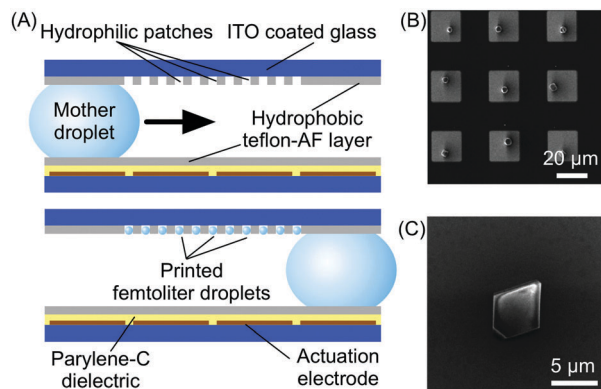 (A)
Hydrophilic patches
ITO coated glass
Mother
droplet
Hydrophobic
teflon-AF layer
Printed
femtoliter droplets
Parylene-C
dielectric
Actuation
electrode
(B)
20 µm
(C)
5 µm